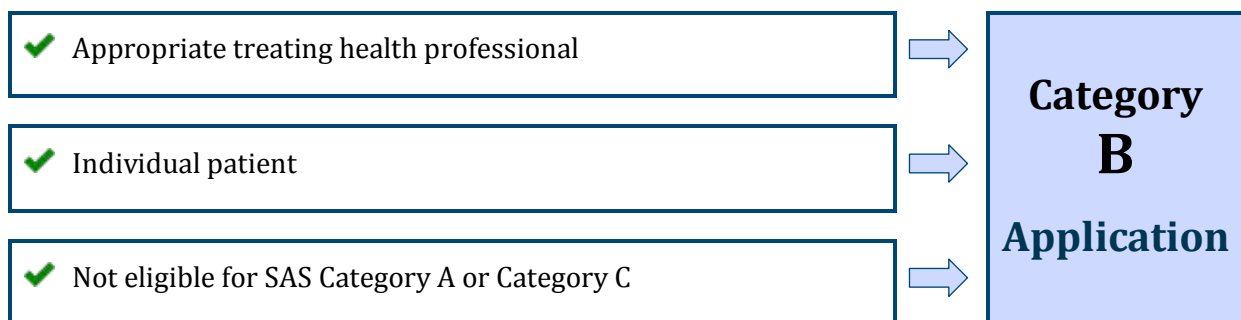 Appropriate treating health professional
Individual patient
Not eligible for SAS Category A or Category C
Category
B
Application